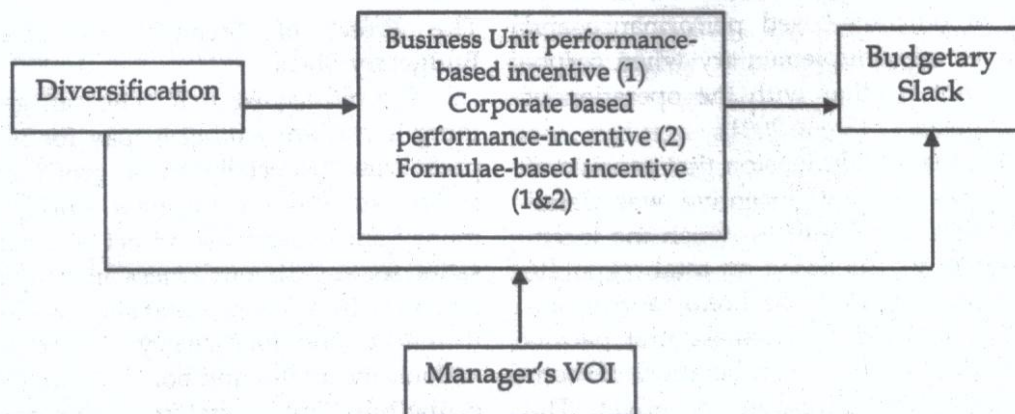 Diversification
Business Unit performance-
based incentive (1)
Corporate based
performance-incentive (2)
Formulae-based incentive
(1&2)
Budgetary
Slack
Manager's VOI